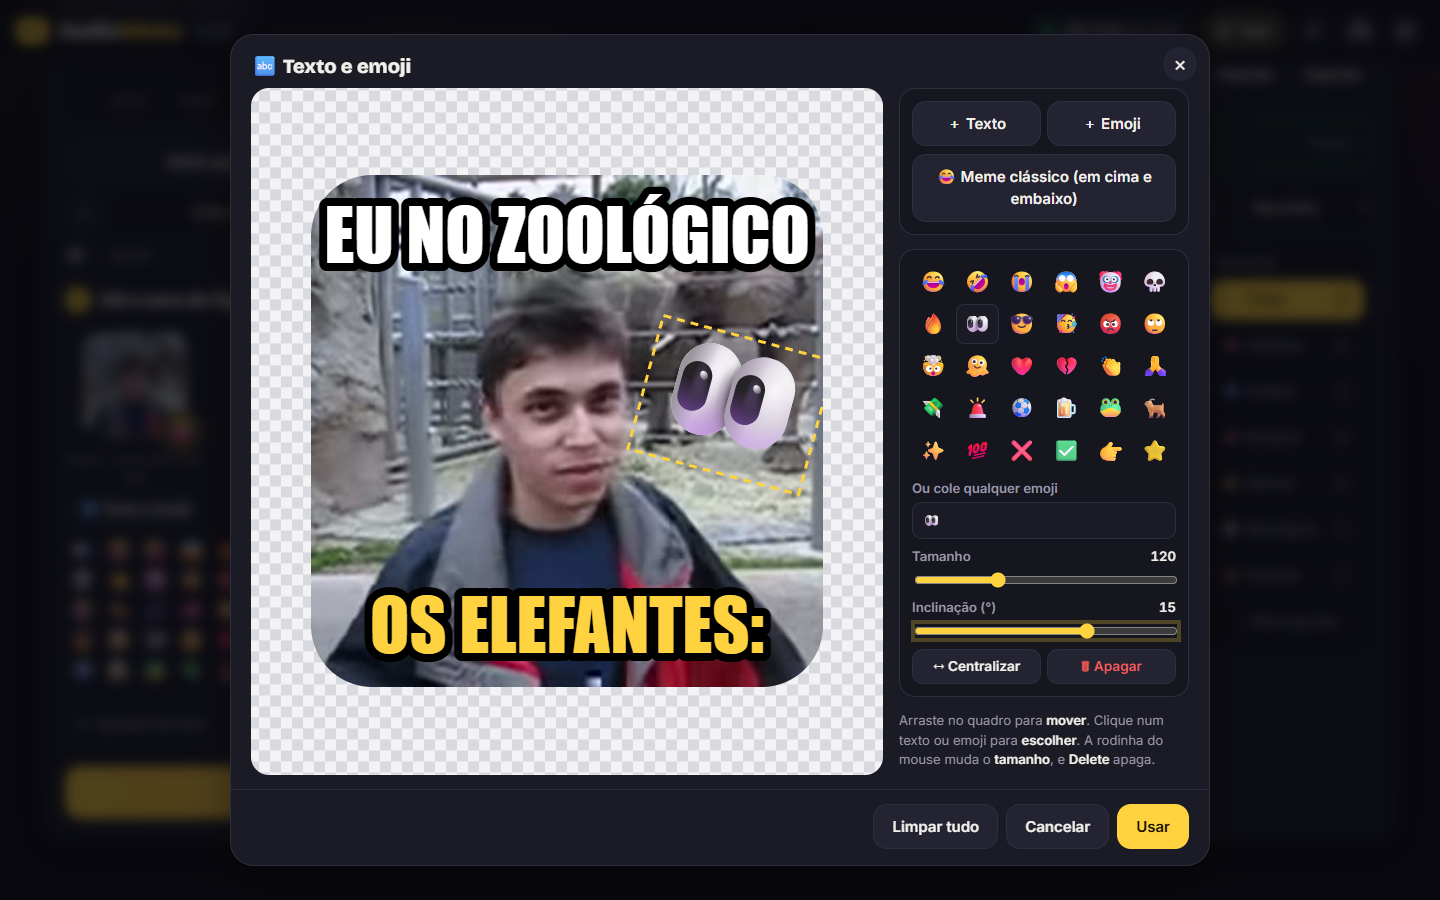 Texto e emoji
EU NO ZOOLÓGICO
OS ELEFANTES:
+ Texto
+ Emoji
😂 Meme clássico (em cima e
embaixo)
Ou cole qualquer emoji
👀
Tamanho 120
Inclinação (°) 15
↔ Centralizar
Apagar
Arraste no quadro para mover. Clique num
texto ou emoji para escolher. A rodinha do
mouse muda o tamanho, e Delete apaga.
Limpar tudo
Cancelar
Usar